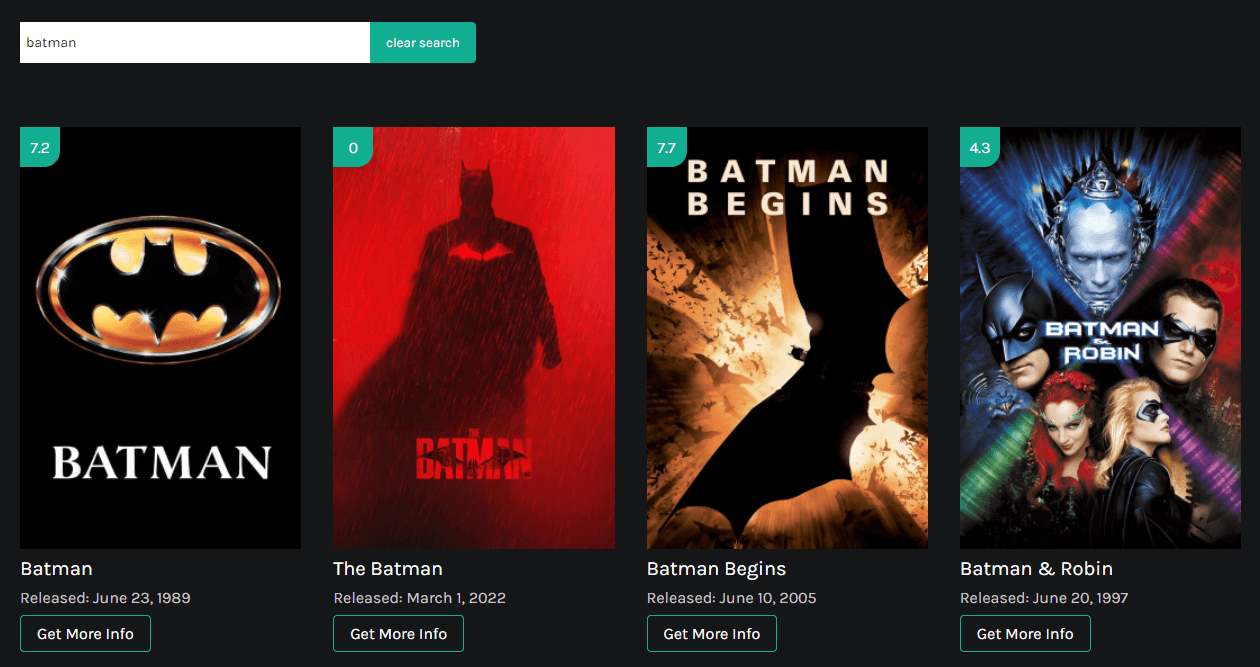 batman
clear search
7.2
BATMAN
Batman
Released: June 23, 1989
Get More Info
0
THE
BATMAN
The Batman
Released: March 1, 2022
Get More Info
7.7
BATMAN
BEGINS
Batman Begins
Released: June 10, 2005
Get More Info
4.3
BATMAN
&
ROBIN
Batman & Robin
Released: June 20, 1997
Get More Info